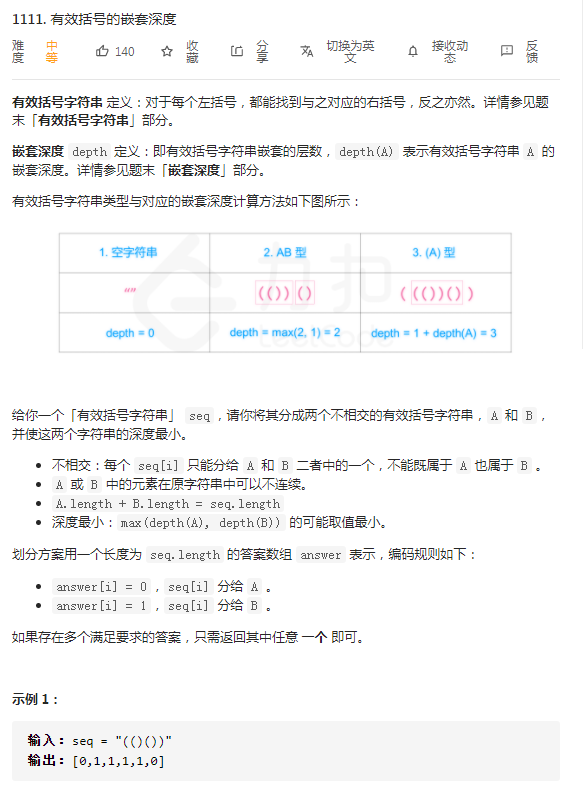 1111. 有效括号的嵌套深度
难度 中等 140 收藏 分享 切换为英文 接收动态 反馈
有效括号字符串 定义：对于每个左括号，都能找到与之对应的右括号，反之亦然。详情参见题
末「有效括号字符串」部分。
嵌套深度 depth 定义：即有效括号字符串嵌套的层数，depth(A) 表示有效括号字符串 A 的
嵌套深度。详情参见题末「嵌套深度」部分。
有效括号字符串类型与对应的嵌套深度计算方法如下图所示：
1. 空字符串 2. AB 型 3. (A) 型
“” (())() ((())())
depth = 0 depth = max(2, 1) = 2 depth = 1 + depth(A) = 3
力扣
LeetCode
给你一个「有效括号字符串」 seq，请你将其分成两个不相交的有效括号字符串，A 和 B，
并使这两个字符串的深度最小。
不相交：每个 seq[i] 只能分给 A 和 B 二者中的一个，不能既属于 A 也属于 B 。
A 或 B 中的元素在原字符串中可以不连续。
A.length + B.length = seq.length
深度最小：max(depth(A), depth(B)) 的可能取值最小。
划分方案用一个长度为 seq.length 的答案数组 answer 表示，编码规则如下：
answer[i] = 0，seq[i] 分给 A 。
answer[i] = 1，seq[i] 分给 B 。
如果存在多个满足要求的答案，只需返回其中任意 一个 即可。
示例 1：
输入：seq = "(()())"
输出：[0,1,1,1,1,0]